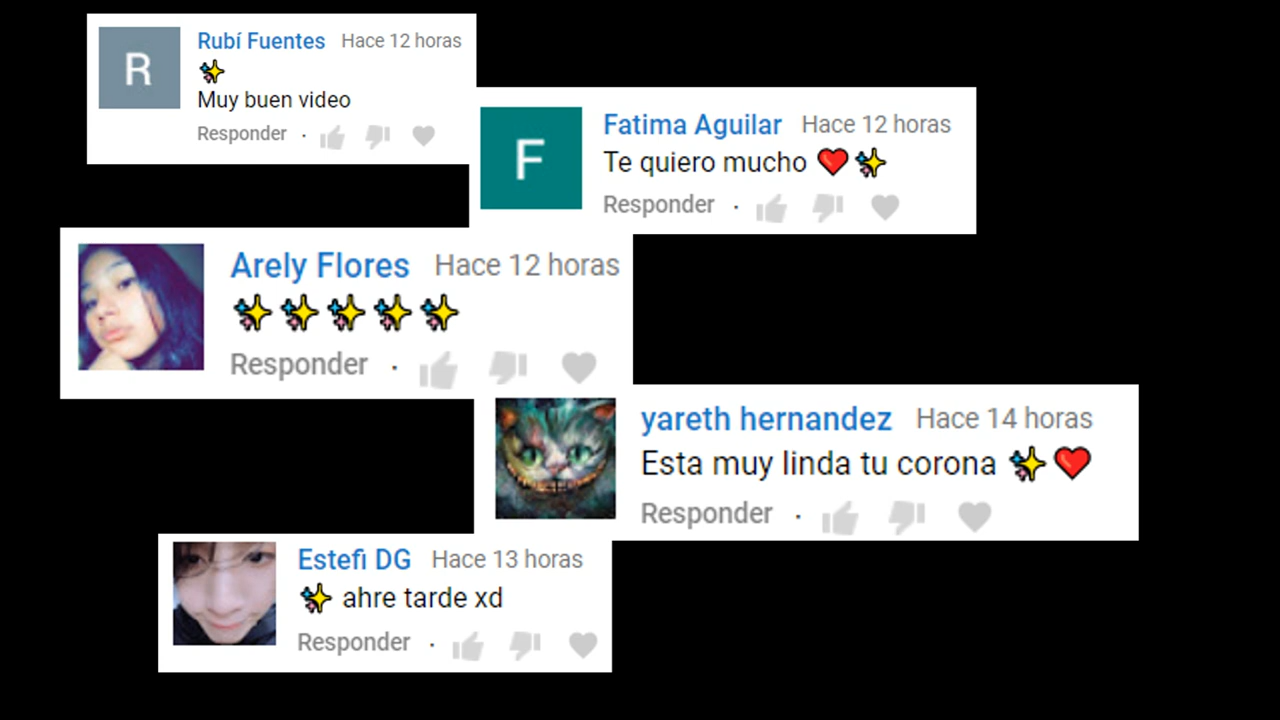 R
Rubí Fuentes Hace 12 horas
✨
Muy buen video
Responder ·
F
Fatima Aguilar Hace 12 horas
Te quiero mucho ❤️✨
Responder ·
Arely Flores Hace 12 horas
✨✨✨✨✨
Responder ·
yareth hernandez Hace 14 horas
Esta muy linda tu corona ✨❤️
Responder ·
Estefi DG Hace 13 horas
✨ ahre tarde xd
Responder ·